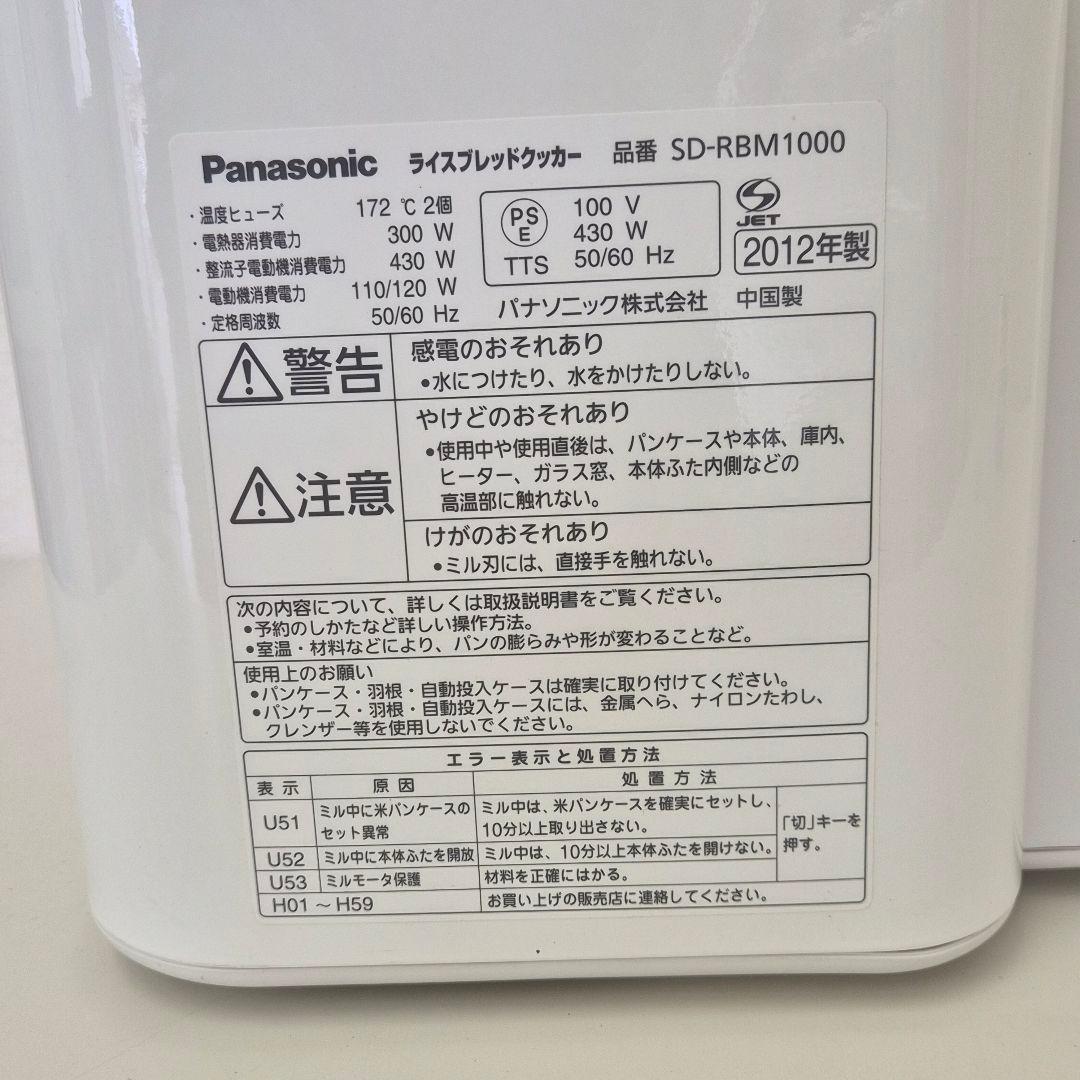 Panasonic ライスブレッドクッカー 品番 SD-RBM1000
・温度ヒューズ 172 ℃ 2個
・電熱器消費電力 300 W
・整流子電動機消費電力 430 W
・電動機消費電力 110/120 W
・定格周波数 50/60 Hz
PS E
TTS
100 V
430 W
50/60 Hz
S
JET
2012年製
パナソニック株式会社 中国製
警告
感電のおそれあり
●水につけたり、水をかけたりしない。
注意
やけどのおそれあり
●使用中や使用直後は、パンケースや本体、庫内、
ヒーター、ガラス窓、本体ふた内側などの
高温部に触れない。
けがのおそれあり
●ミル刃には、直接手を触れない。
次の内容について、詳しくは取扱説明書をご覧ください。
●予約のしかたなど詳しい操作方法。
●室温・材料などにより、パンの膨らみや形が変わることなど。
使用上のお願い
●パンケース・羽根・自動投入ケースは確実に取り付けてください。
●パンケース・羽根・自動投入ケースには、金属へら、ナイロンたわし、
クレンザー等を使用しないでください。
エラー表示と処置方法
表示 原因 処置方法
U51 ミル中に米パンケースの
セット異常
ミル中は、米パンケースを確実にセットし、
10分以上取り出さない。
「切」キーを
押す。
U52 ミル中に本体ふたを開放 ミル中は、10分以上本体ふたを開けない。
U53 ミルモータ保護 材料を正確にはかる。
H01 ～ H59 お買い上げの販売店に連絡してください。